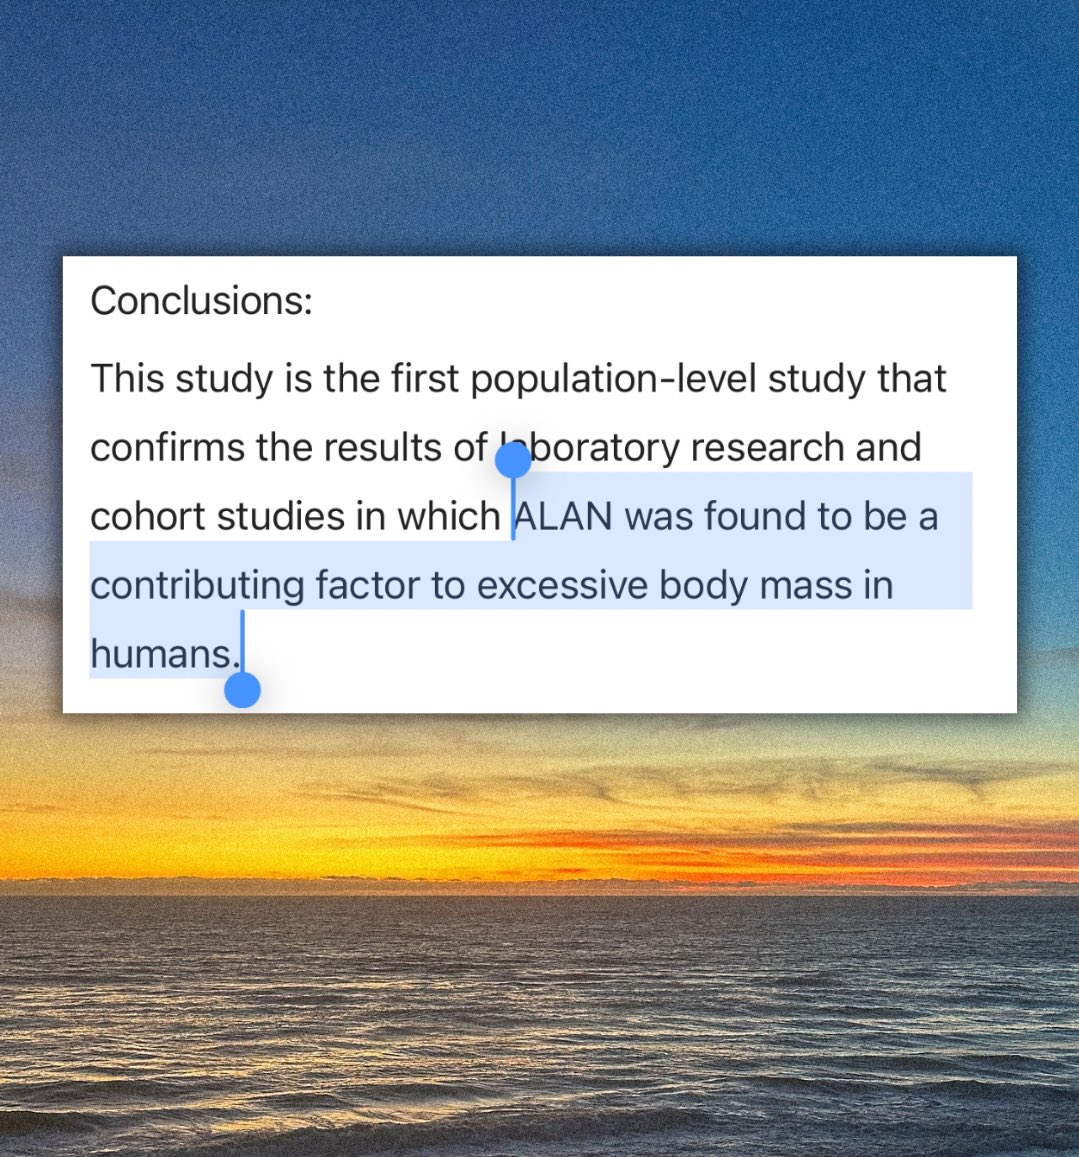 Conclusions:
This study is the first population-level study that
confirms the results of laboratory research and
cohort studies in which ALAN was found to be a
contributing factor to excessive body mass in
humans.